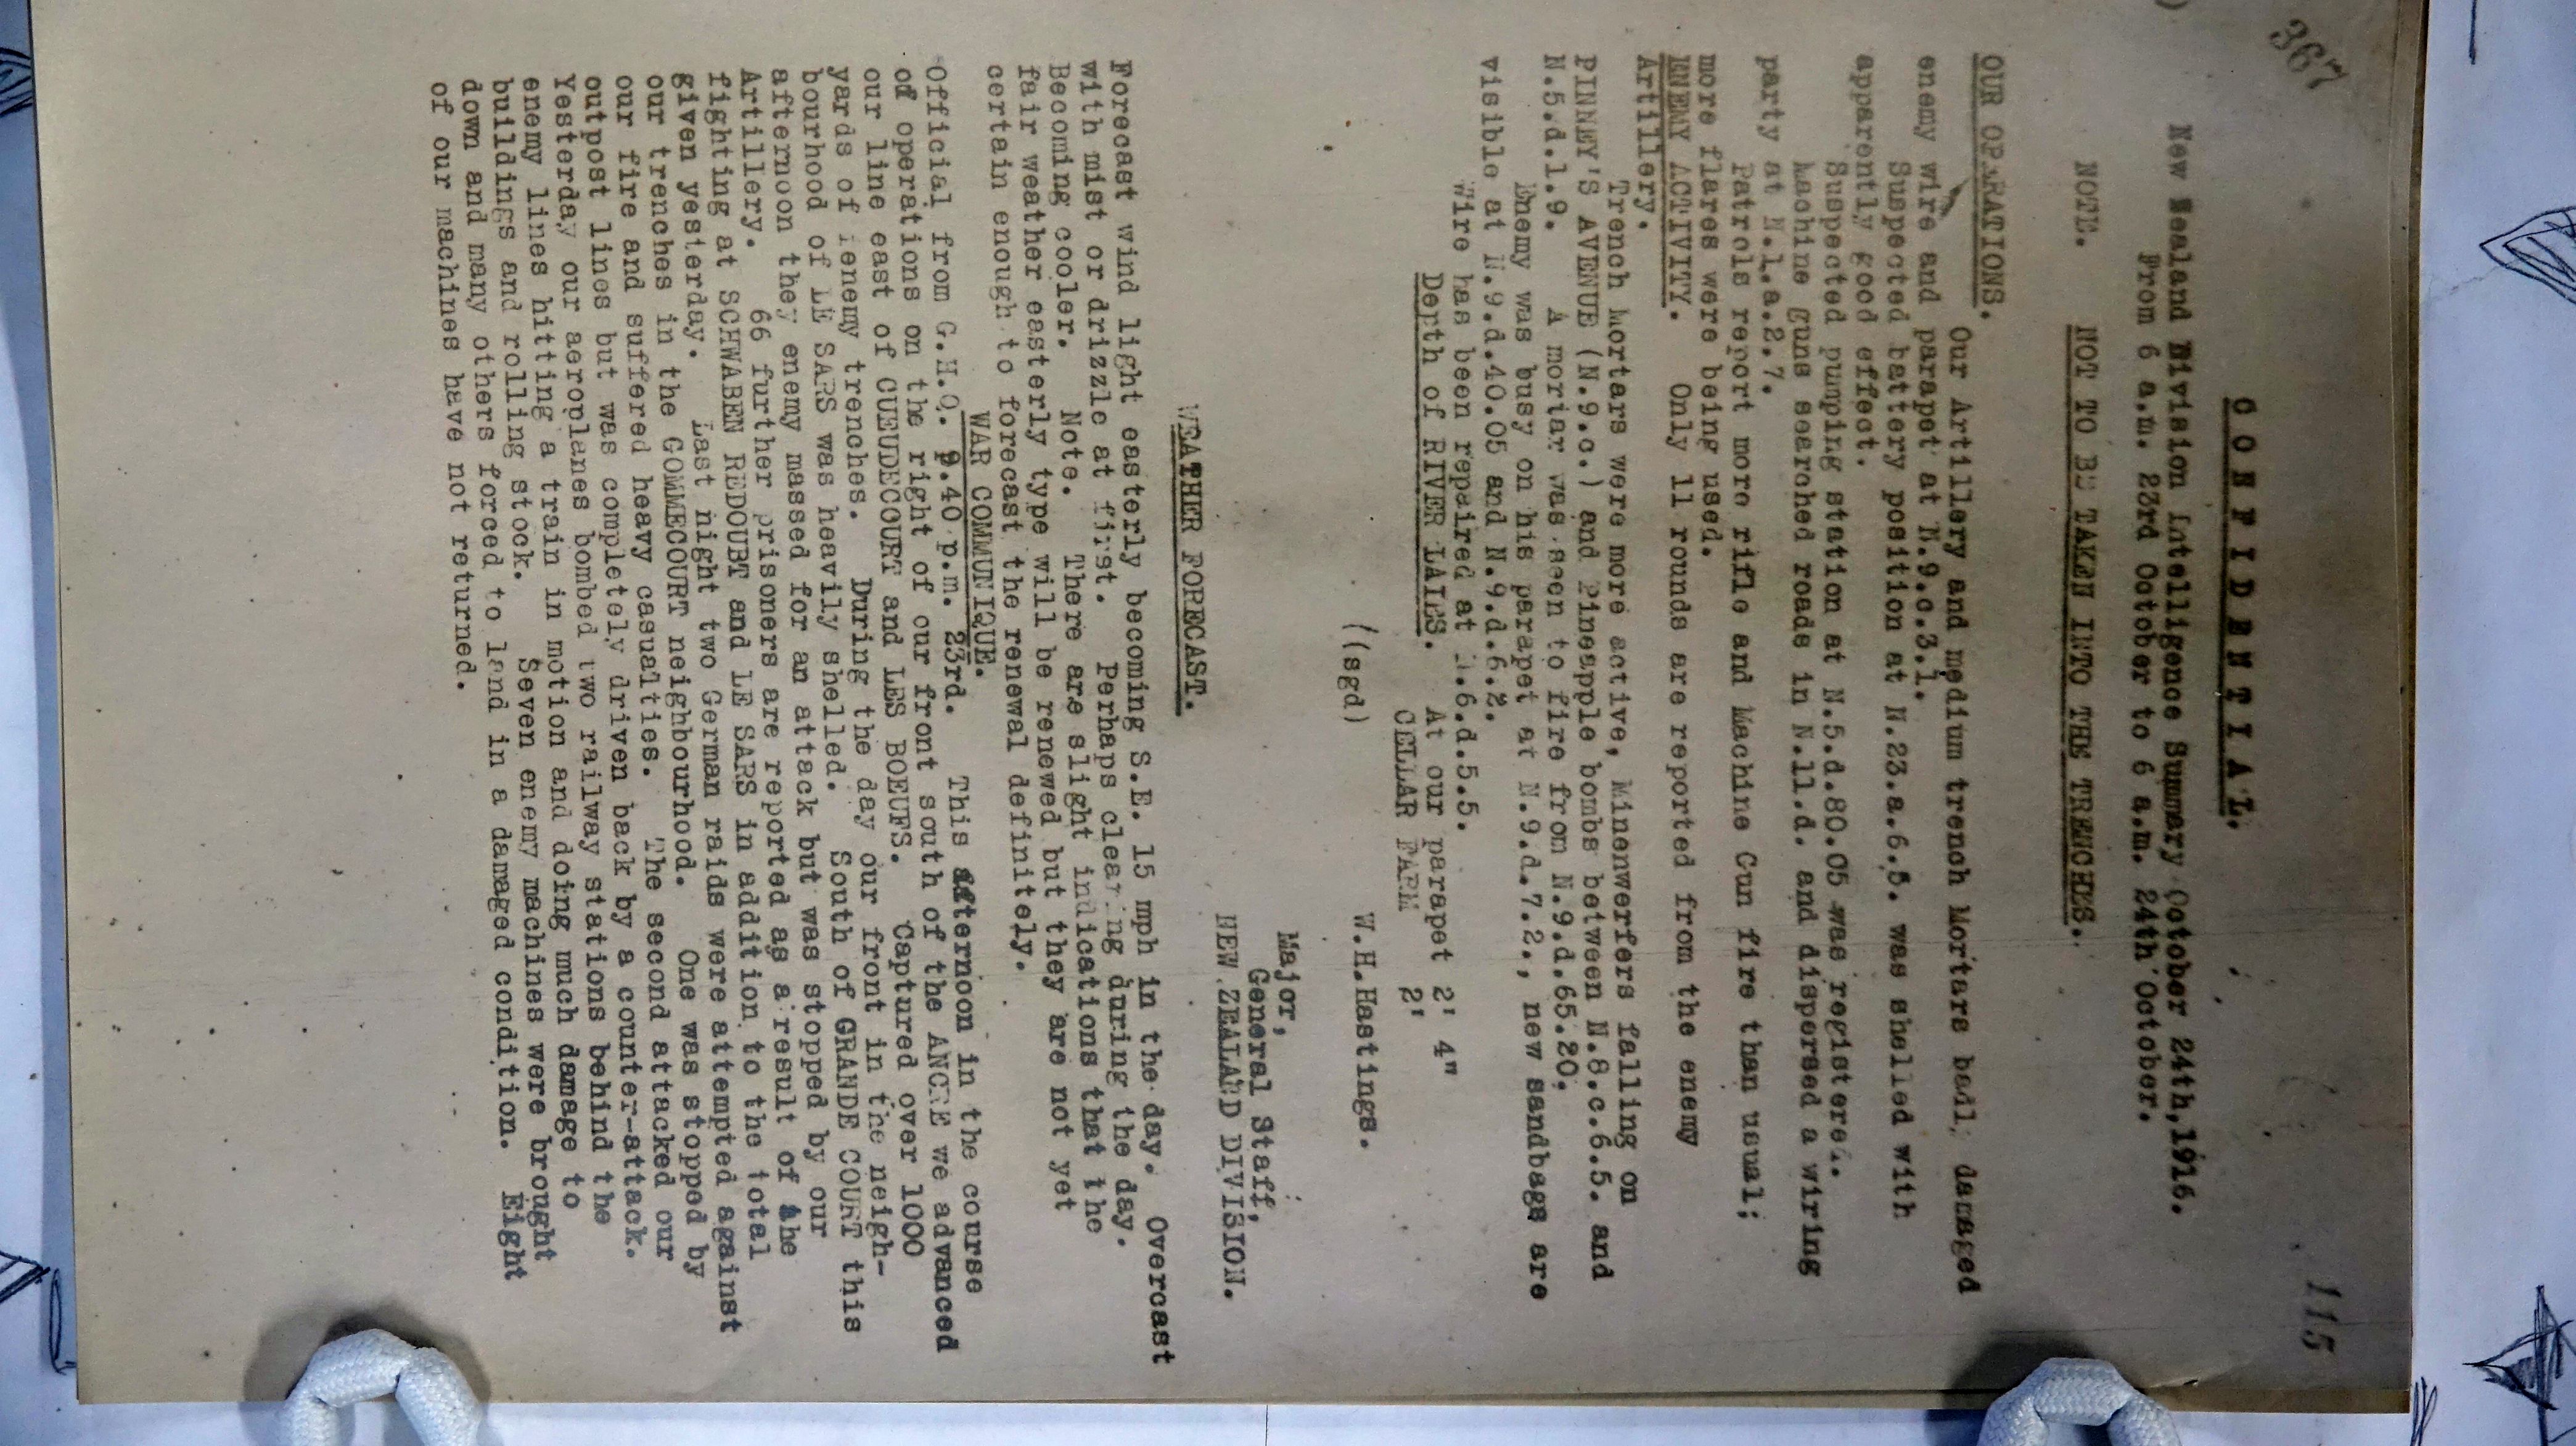 367
115
C O N F I D E N T I A L.
New Zealand Division Intelligence Summary October 24th, 1916.
From 6 a.m. 23rd October to 6 a.m. 24th October.
NOTE. NOT TO BE TAKEN INTO THE TRENCHES.
OUR OPERATIONS.
Our Artillery and medium trench Mortars badly damaged
enemy wire and parapet at N.9.c.3.1.
Suspected battery position at N.23.a.6.5. was shelled with
apparently good effect.
Suspected pumping station at N.5.d.80.05 was registered.
Machine guns searched roads in N.11.d. and dispersed a wiring
party at N.1.a.2.7.
Patrols report more rifle and Machine Gun fire than usual;
more flares were being used.
ENEMY ACTIVITY. Only 11 rounds are reported from the enemy
Artillery.
Trench Mortars were more active, Minenwerfers falling on
PINNEY'S AVENUE (N.9.c.) and Pineapple bombs between N.8.c.6.5. and
N.5.d.1.9. A mortar was seen to fire from N.9.d.65.20;
Enemy was busy on his parapet at N.9.d.7.2., new sandbags are
visible at N.9.d.40.05 and N.9.d.6.2.
Wire has been repaired at N.6.d.5.5.
Depth of RIVER LAIES. At our parapet 2' 4"
CELLAR FARM 2'
((sgd) W.H.Hastings.
Major,
General Staff,
NEW ZEALAND DIVISION.
WEATHER FORECAST.
Forecast wind light easterly becoming S.E. 15 mph in the day. Overcast
with mist or drizzle at first. Perhaps clearing during the day.
Becoming cooler. Note. There are slight indications that the
fair weather easterly type will be renewed but they are not yet
certain enough to forecast the renewal definitely.
WAR COMMUNIQUE.
Official from G.H.Q. 9.40 p.m. 23rd. This afternoon in the course
of operations on the right of our front south of the ANCRE we advanced
our line east of CUEUDECOURT and LES BOEUFS. Captured over 1000
yards of enemy trenches. During the day our front in the neigh-
bourhood of LE SARS was heavily shelled. South of GRANDE COURT this
afternoon they enemy massed for an attack but was stopped by our
Artillery. 66 further prisoners are reported as a result of the
fighting at SCHWABEN REDOUBT and LE SARS in addition to the total
given yesterday. Last night two German raids were attempted against
our trenches in the GOMMECOURT neighbourhood. One was stopped by
our fire and suffered heavy casualties. The second attacked our
outpost lines but was completely driven back by a counter-attack.
Yesterday our aeroplanes bombed two railway stations behind the
enemy lines hitting a train in motion and doing much damage to
buildings and rolling stock. Seven enemy machines were brought
down and many others forced to land in a damaged condition. Eight
of our machines have not returned.